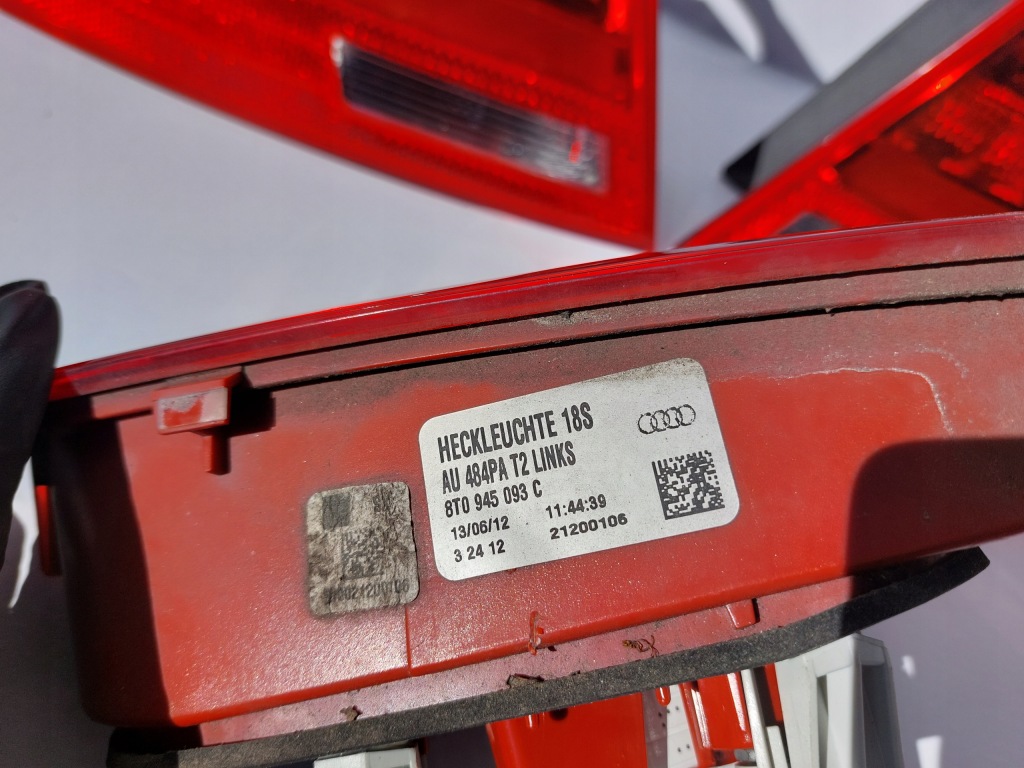 HECKLEUCHTE 18S
AU 484PA T2 LINKS
8T0 945 093 C
13/06/12 11:44:39
3 24 12 21200106